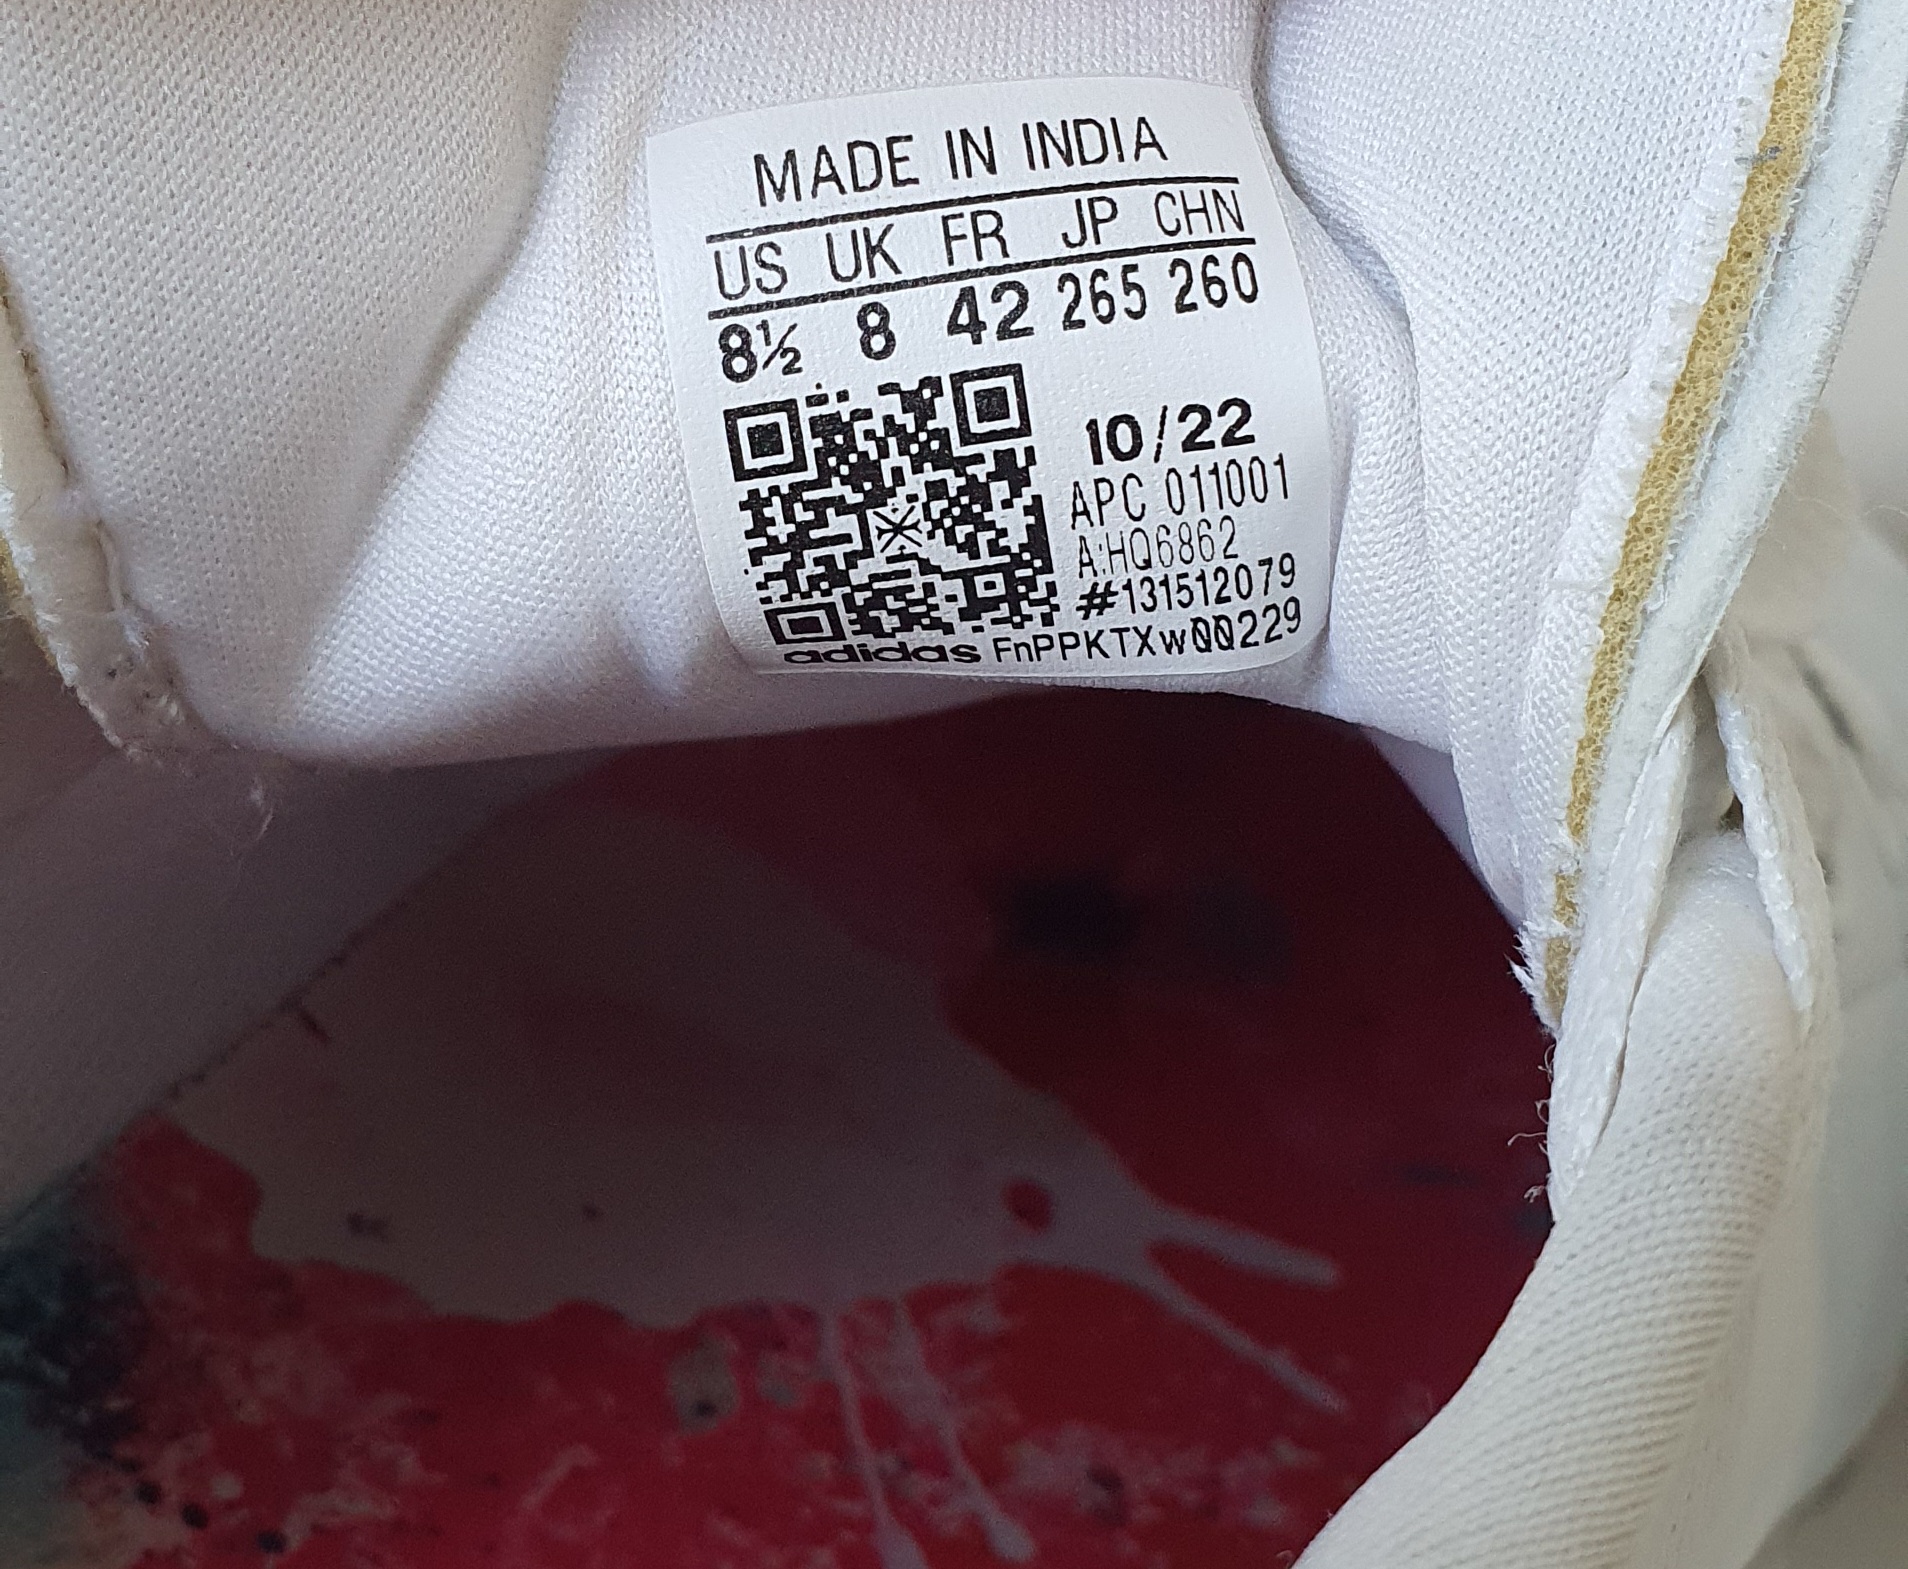 MADE IN INDIA
US UK FR JP CHN
8½ 8 42 265 260
10/22
APC 011001
A:HQ6862
#131512079
adidas FnPPKTXw00229